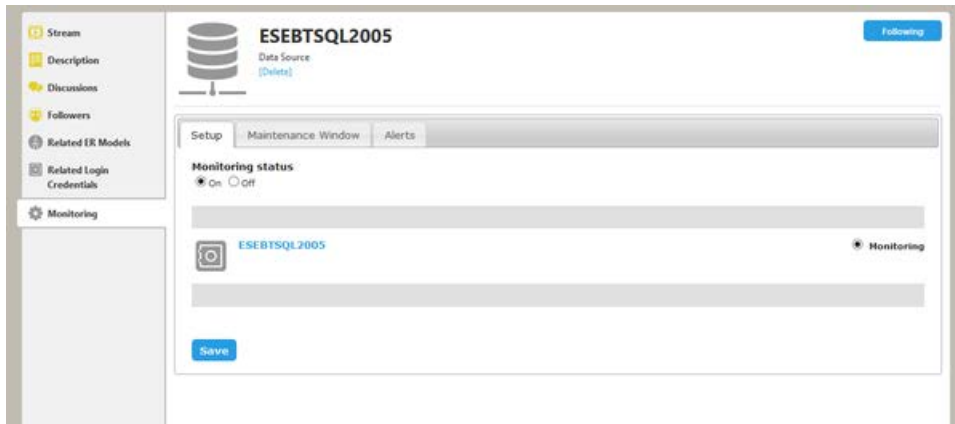 Stream
Description
Discussions
Followers
Related ER Models
Related Login
Credentials
Monitoring
ESEBTSQL2005
Data Source
[Delete]
Following
Setup
Maintenance Window
Alerts
Monitoring status
On
Off
ESEBTSQL2005
Monitoring
Save